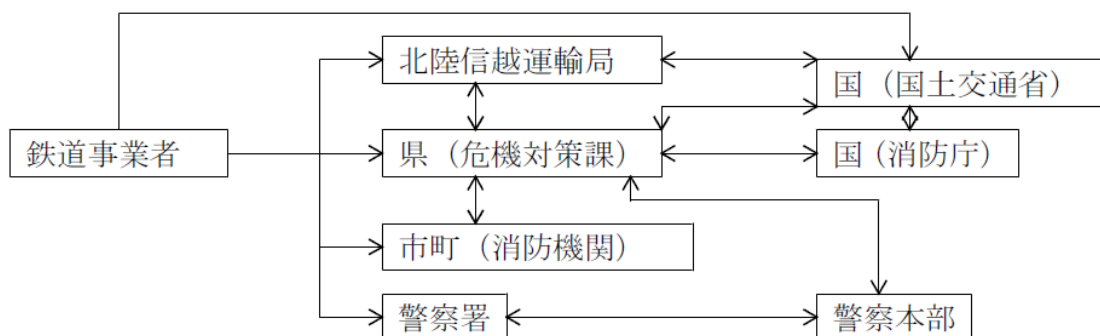 北陸信越運輸局
国（国土交通省）
鉄道事業者
県（危機対策課）
国（消防庁）
市町（消防機関）
警察署
警察本部